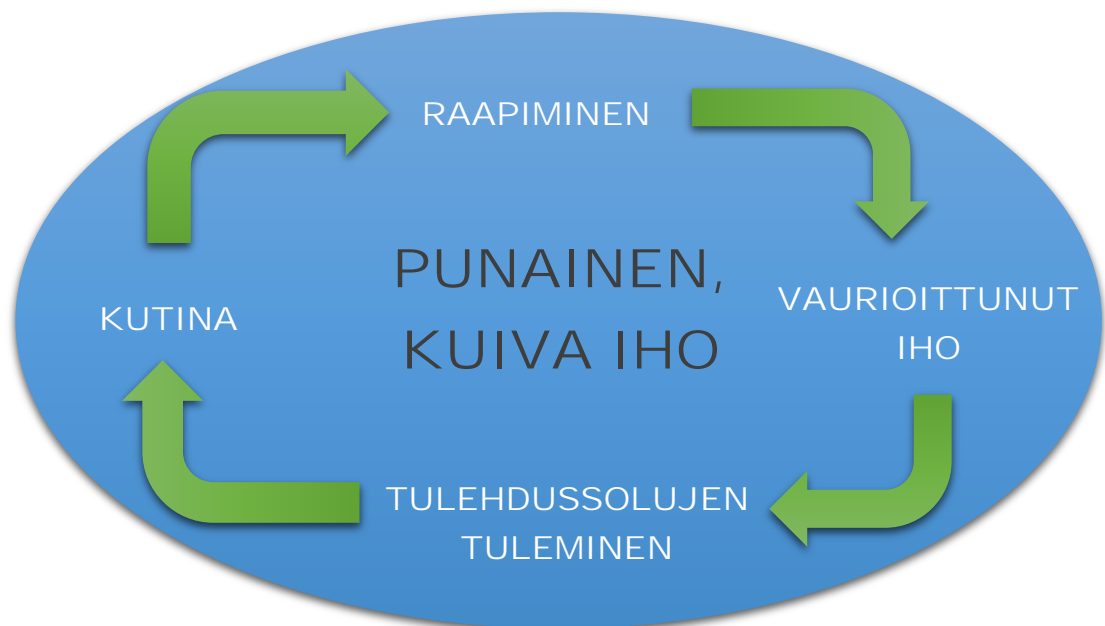 RAAPIMINEN
PUNAINEN,
KUIVA IHO
VAURIOITTUNUT
IHO
KUTINA
TULEHDUSSOLUJEN
TULEMINEN